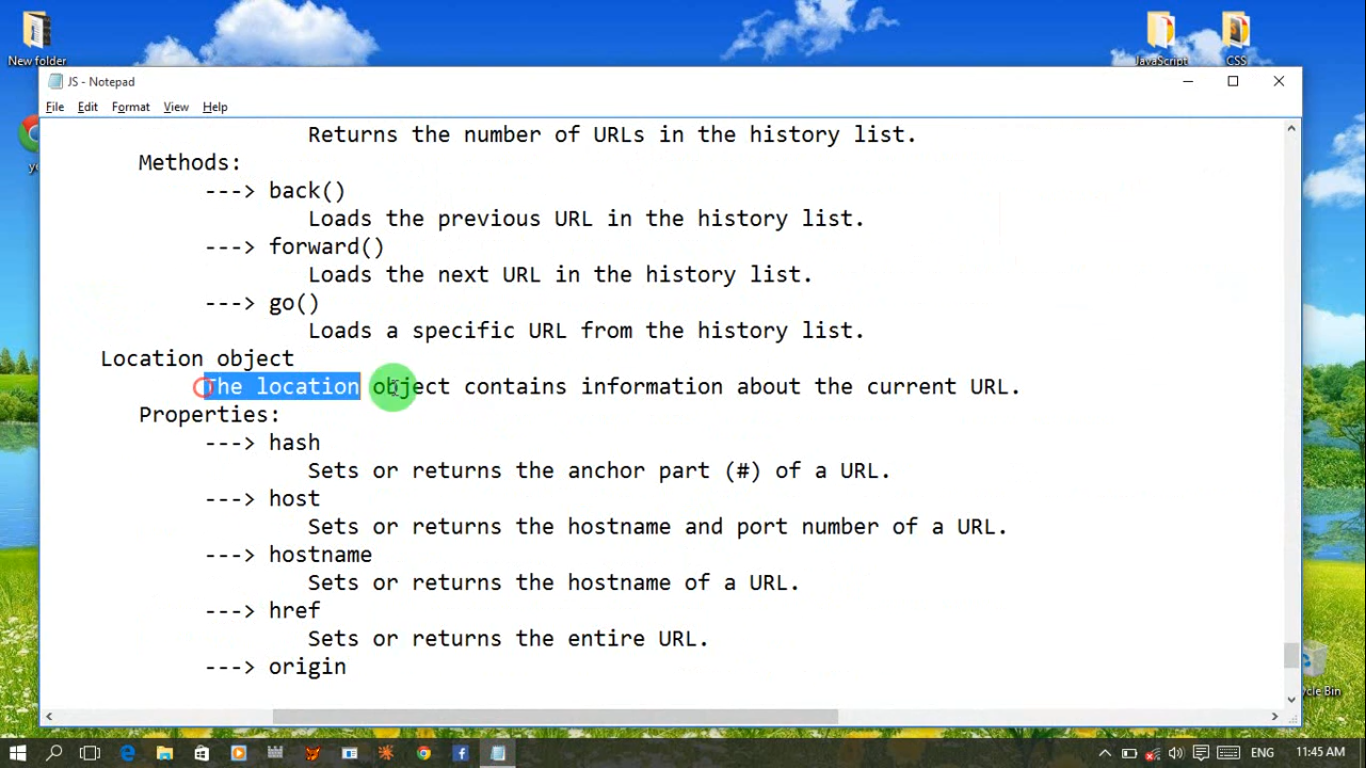 New folder
JavaScript
CSS
JS - Notepad
File Edit Format View Help
Returns the number of URLs in the history list.
Methods:
---> back()
Loads the previous URL in the history list.
---> forward()
Loads the next URL in the history list.
---> go()
Loads a specific URL from the history list.
Location object
The location object contains information about the current URL.
Properties:
---> hash
Sets or returns the anchor part (#) of a URL.
---> host
Sets or returns the hostname and port number of a URL.
---> hostname
Sets or returns the hostname of a URL.
---> href
Sets or returns the entire URL.
---> origin
cle Bin
ENG 11:45 AM